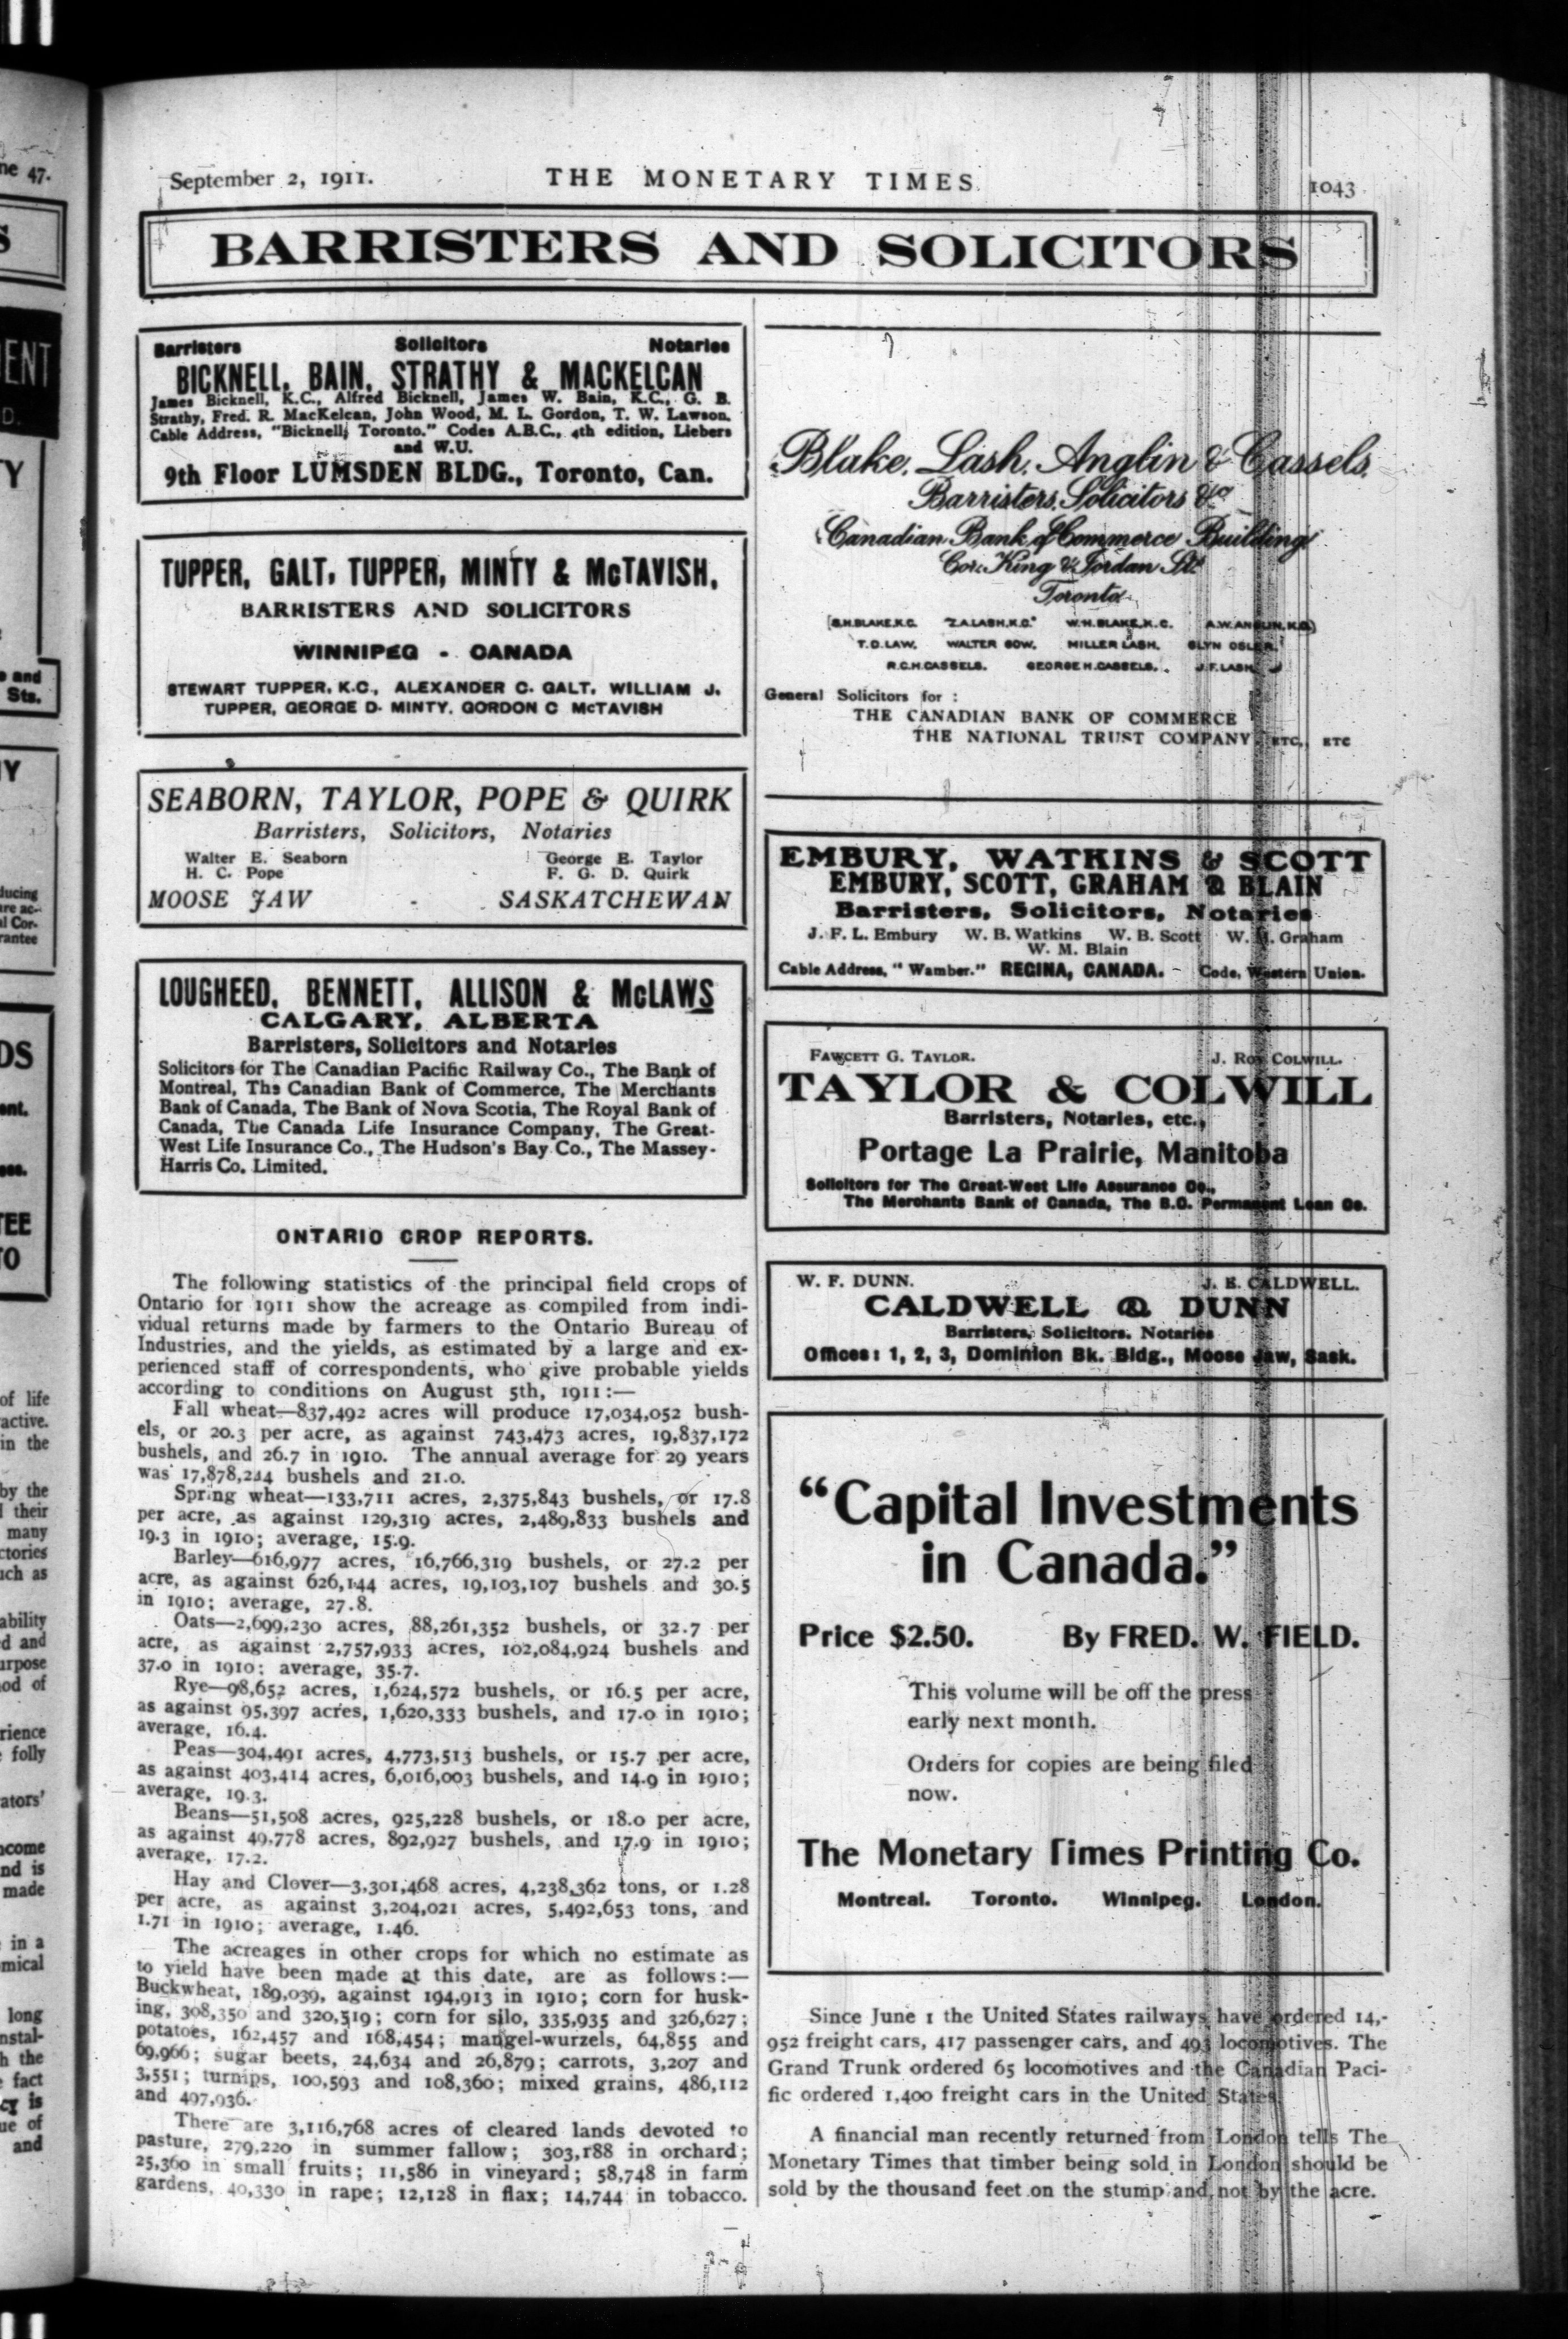 September 2, 1911.
THE MONETARY TIMES
1043
BARRISTERS AND SOLICITORS
Barristers Solicitors Notaries
BICKNELL, BAIN, STRATHY & MACKELCAN
James Bicknell, K.C., Alfred Bicknell, James W. Bain, K.C., G. B.
Strathy, Fred. R. MacKelcan, John Wood, M. L. Gordon, T. W. Lawson.
Cable Address, "Bicknell, Toronto." Codes A.B.C., 4th edition, Liebers
and W.U.
9th Floor LUMSDEN BLDG., Toronto, Can.
TUPPER, GALT, TUPPER, MINTY & McTAVISH,
BARRISTERS AND SOLICITORS
WINNIPEG - CANADA
STEWART TUPPER, K.C., ALEXANDER C. GALT, WILLIAM J.
TUPPER, GEORGE D. MINTY, GORDON C McTAVISH
SEABORN, TAYLOR, POPE & QUIRK
Barristers, Solicitors, Notaries
Walter E. Seaborn George E. Taylor
H. C. Pope F. G. D. Quirk
MOOSE JAW - SASKATCHEWAN
LOUGHEED, BENNETT, ALLISON & McLAWS
CALGARY, ALBERTA
Barristers, Solicitors and Notaries
Solicitors for The Canadian Pacific Railway Co., The Bank of
Montreal, The Canadian Bank of Commerce, The Merchants
Bank of Canada, The Bank of Nova Scotia, The Royal Bank of
Canada, The Canada Life Insurance Company, The Great-
West Life Insurance Co., The Hudson's Bay Co., The Massey-
Harris Co. Limited.
ONTARIO CROP REPORTS.
The following statistics of the principal field crops of
Ontario for 1911 show the acreage as compiled from indi-
vidual returns made by farmers to the Ontario Bureau of
Industries, and the yields, as estimated by a large and ex-
perienced staff of correspondents, who give probable yields
according to conditions on August 5th, 1911:—
Fall wheat—837,492 acres will produce 17,034,052 bush-
els, or 20.3 per acre, as against 743,473 acres, 19,837,172
bushels, and 26.7 in 1910. The annual average for 29 years
was 17,878,244 bushels and 21.0.
Spring wheat—133,711 acres, 2,375,843 bushels, or 17.8
per acre, as against 129,319 acres, 2,489,833 bushels and
19.3 in 1910; average, 15.9.
Barley—616,977 acres, 16,766,319 bushels, or 27.2 per
acre, as against 626,144 acres, 19,103,107 bushels and 30.5
in 1910; average, 27.8.
Oats—2,699,230 acres, 88,261,352 bushels, or 32.7 per
acre, as against 2,757,933 acres, 102,084,924 bushels and
37.0 in 1910; average, 35.7.
Rye—98,652 acres, 1,624,572 bushels, or 16.5 per acre,
as against 95,397 acres, 1,620,333 bushels, and 17.0 in 1910;
average, 16.4.
Peas—304,491 acres, 4,773,513 bushels, or 15.7 per acre,
as against 403,414 acres, 6,016,003 bushels, and 14.9 in 1910;
average, 19.3.
Beans—51,508 acres, 925,228 bushels, or 18.0 per acre,
as against 49,778 acres, 892,927 bushels, and 17.9 in 1910;
average, 17.2.
Hay and Clover—3,301,468 acres, 4,238,362 tons, or 1.28
per acre, as against 3,204,021 acres, 5,492,653 tons, and
1.71 in 1910; average, 1.46.
The acreages in other crops for which no estimate as
to yield have been made at this date, are as follows:—
Buckwheat, 189,039, against 194,913 in 1910; corn for husk-
ing, 308,350 and 320,519; corn for silo, 335,935 and 326,627;
potatoes, 162,457 and 168,454; mangel-wurzels, 64,855 and
69,966; sugar beets, 24,634 and 26,879; carrots, 3,207 and
3,551; turnips, 100,593 and 108,360; mixed grains, 486,112
and 497,936.
There are 3,116,768 acres of cleared lands devoted to
pasture, 279,220 in summer fallow; 303,188 in orchard;
25,360 in small fruits; 11,586 in vineyard; 58,748 in farm
gardens, 40,330 in rape; 12,128 in flax; 14,744 in tobacco.
Blake, Lash, Anglin & Cassels,
Barristers, Solicitors &c
Canadian Bank of Commerce Building
Cor. King & Jordan Sts
Toronto
S.H.BLAKE,K.C. Z.A.LASH,K.C. W.H.BLAKE,K.C. A.W.ANGLIN,K.C.
T.D.LAW. WALTER GOW. MILLER LASH. GLYN OSLER.
R.C.H.CASSELS. GEORGE H.CASSELS. J.F.LASH
General Solicitors for :
THE CANADIAN BANK OF COMMERCE
THE NATIONAL TRUST COMPANY, ETC., ETC
EMBURY, WATKINS & SCOTT
EMBURY, SCOTT, GRAHAM & BLAIN
Barristers, Solicitors, Notaries
J. F. L. Embury W. B. Watkins W. B. Scott W. M. Graham
W. M. Blain
Cable Address, "Wamber." REGINA, CANADA. - Code, Western Union.
FAWCETT G. TAYLOR. J. ROY COLWILL.
TAYLOR & COLWILL
Barristers, Notaries, etc.,
Portage La Prairie, Manitoba
Solicitors for The Great-West Life Assurance Co.,
The Merchants Bank of Canada, The B.C. Permanent Loan Co.
W. F. DUNN. J. E. CALDWELL.
CALDWELL & DUNN
Barristers, Solicitors, Notaries
Offices: 1, 2, 3, Dominion Bk. Bldg., Moose Jaw, Sask.
"Capital Investments
in Canada."
Price $2.50. By FRED. W. FIELD.
This volume will be off the press
early next month.
Orders for copies are being filed
now.
The Monetary Times Printing Co.
Montreal. Toronto. Winnipeg. London.
Since June 1 the United States railways have ordered 14,-
952 freight cars, 417 passenger cars, and 493 locomotives. The
Grand Trunk ordered 65 locomotives and the Canadian Paci-
fic ordered 1,400 freight cars in the United States.
A financial man recently returned from London tells The
Monetary Times that timber being sold in London should be
sold by the thousand feet on the stump and not by the acre.